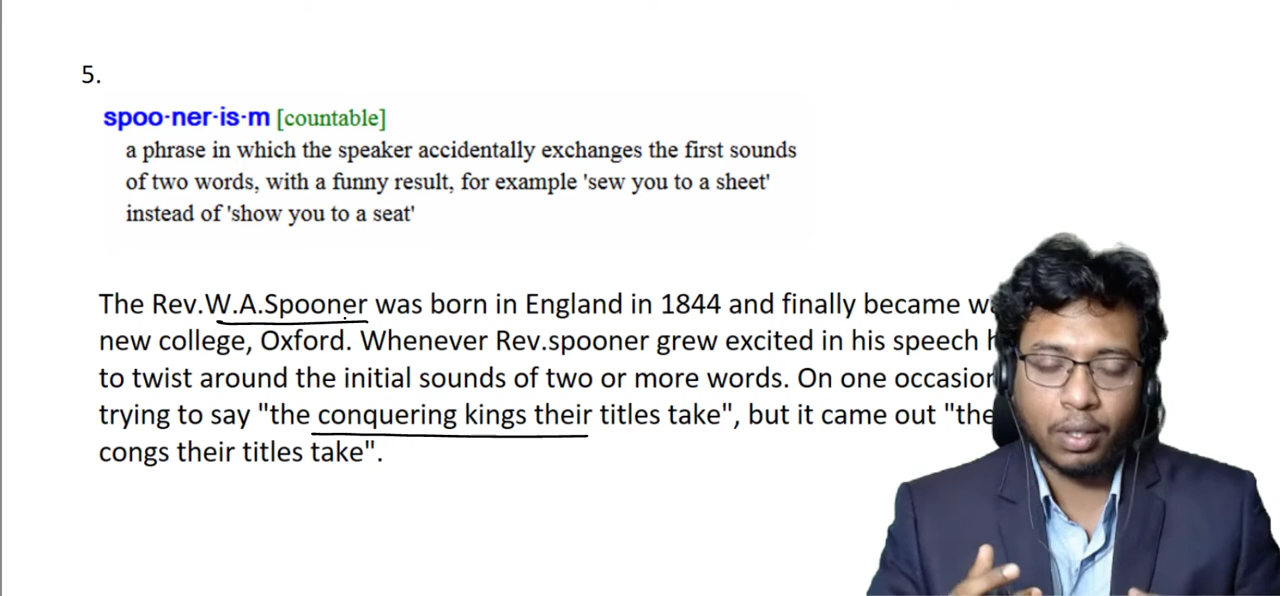 5.
spoo·ner·is·m [countable]
a phrase in which the speaker accidentally exchanges the first sounds
of two words, with a funny result, for example 'sew you to a sheet'
instead of 'show you to a seat'
The Rev.W.A.Spooner was born in England in 1844 and finally became
new college, Oxford. Whenever Rev.spooner grew excited in his speech
to twist around the initial sounds of two or more words. On one
trying to say "the conquering kings their titles take", but it came out "the
congs their titles take".